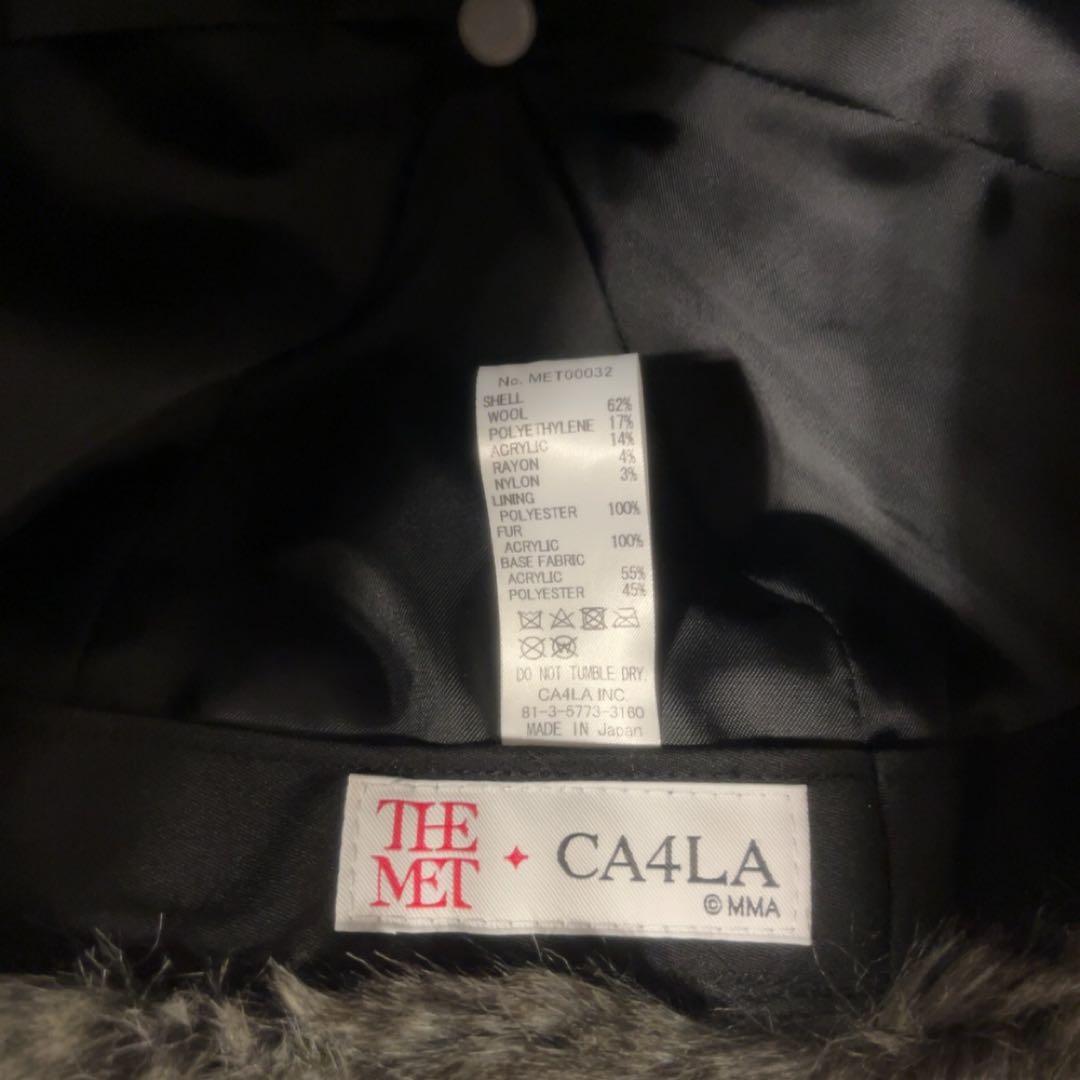 No. MET00032
SHELL
WOOL 62%
POLYETHYLENE 17%
ACRYLIC 14%
RAYON 4%
NYLON 3%
LINING
POLYESTER 100%
FUR
ACRYLIC 100%
BASE FABRIC
ACRYLIC 55%
POLYESTER 45%
W
DO NOT TUMBLE DRY.
CA4LA INC.
81-3-5773-3160
MADE IN Japan
THE
MET ✦ CA4LA
© MMA